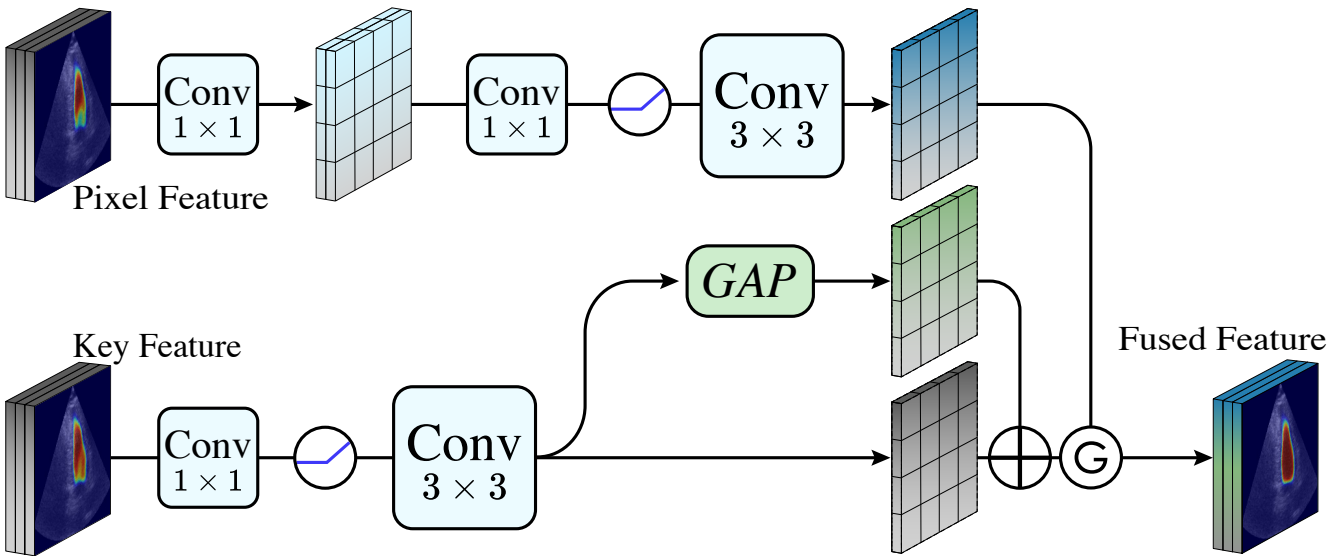 Conv
1 × 1
Conv
1 × 1
Conv
3 × 3
Pixel Feature
GAP
Key Feature
Fused Feature
Conv
1 × 1
Conv
3 × 3
G